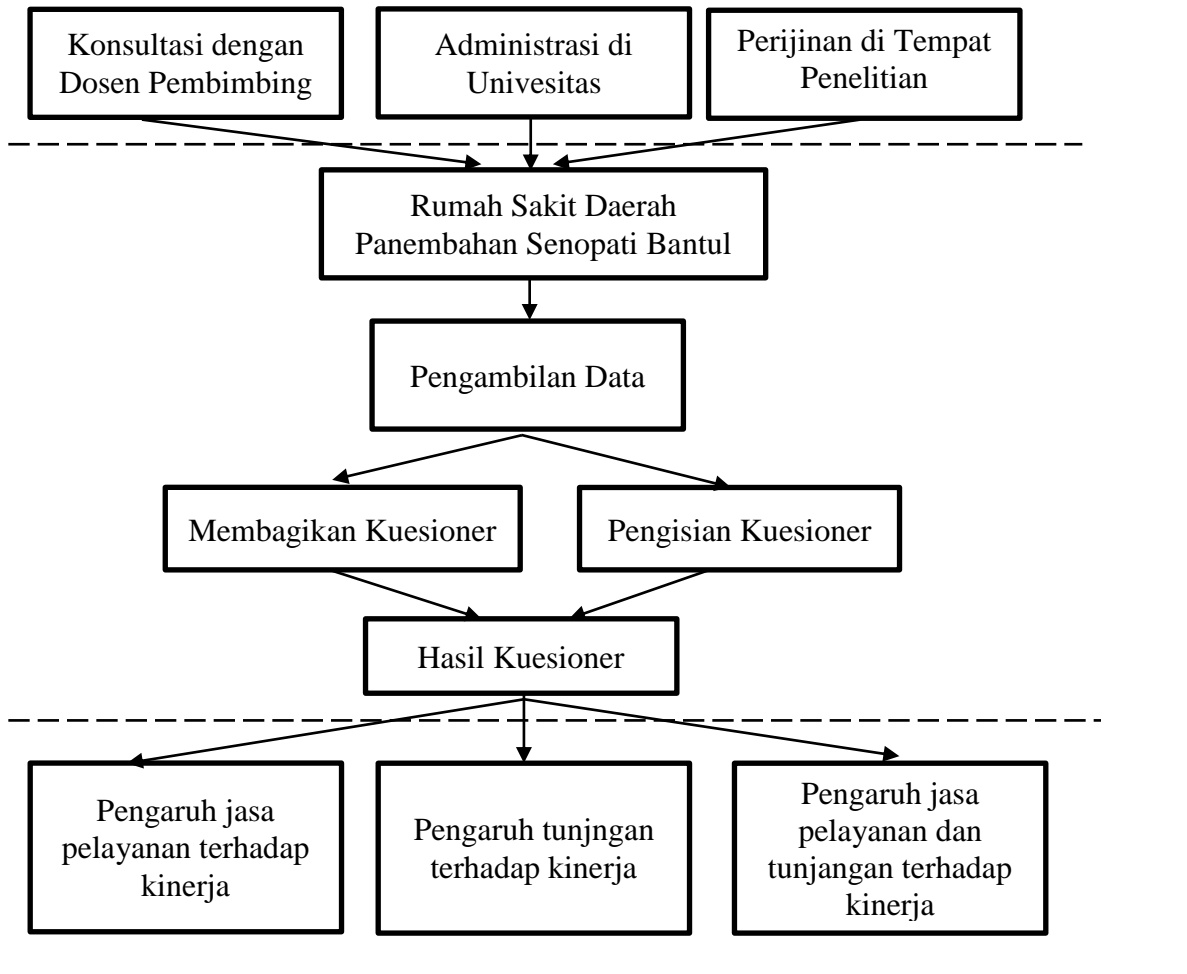 Konsultasi dengan
Dosen Pembimbing
Administrasi di
Univesitas
Perijinan di Tempat
Penelitian
Rumah Sakit Daerah
Panembahan Senopati Bantul
Pengambilan Data
Membagikan Kuesioner
Pengisian Kuesioner
Hasil Kuesioner
Pengaruh jasa
pelayanan terhadap
kinerja
Pengaruh tunjngan
terhadap kinerja
Pengaruh jasa
pelayanan dan
tunjangan terhadap
kinerja